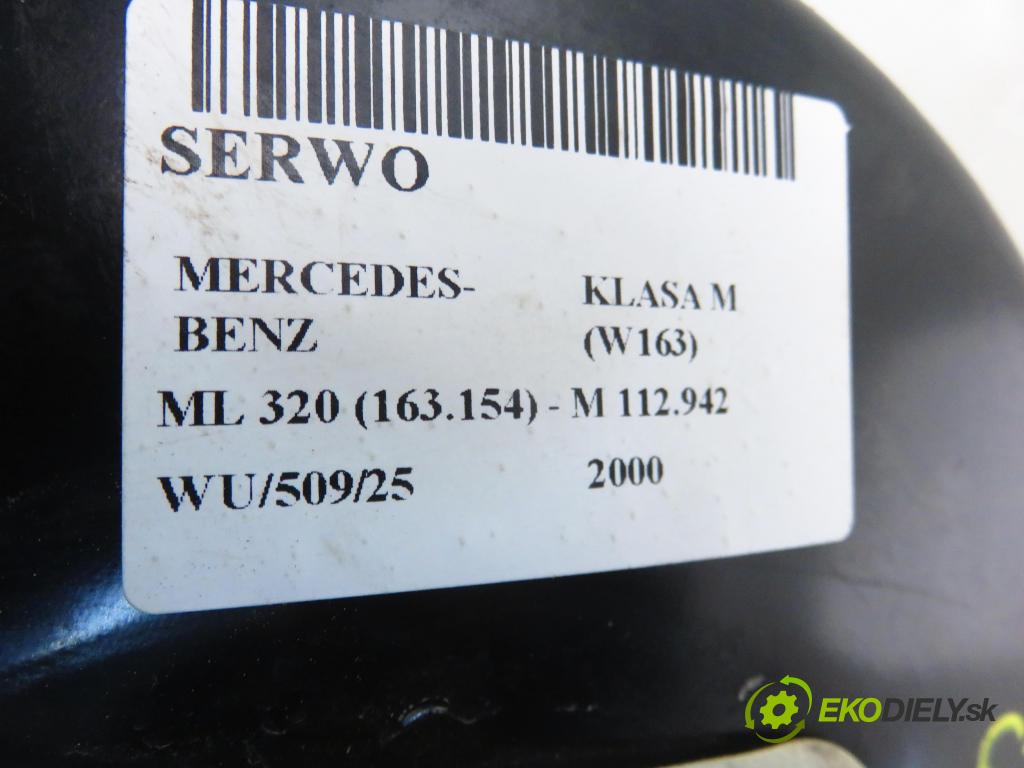 SERWO
MERCEDES-
BENZ
KLASA M
(W163)
ML 320 (163.154) - M 112.942
WU/509/25
2000
EKODIELY.sk